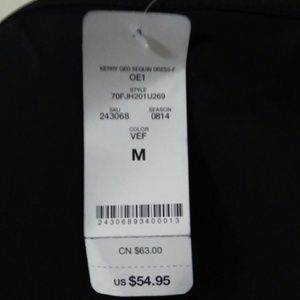 KERRY GEO SEQUIN DRESS-F
OE1
STYLE
70FJH201U269
SKU SEASON
243068 0814
COLOR
VEF
M
24306893400013
CN $63.00
US $54.95